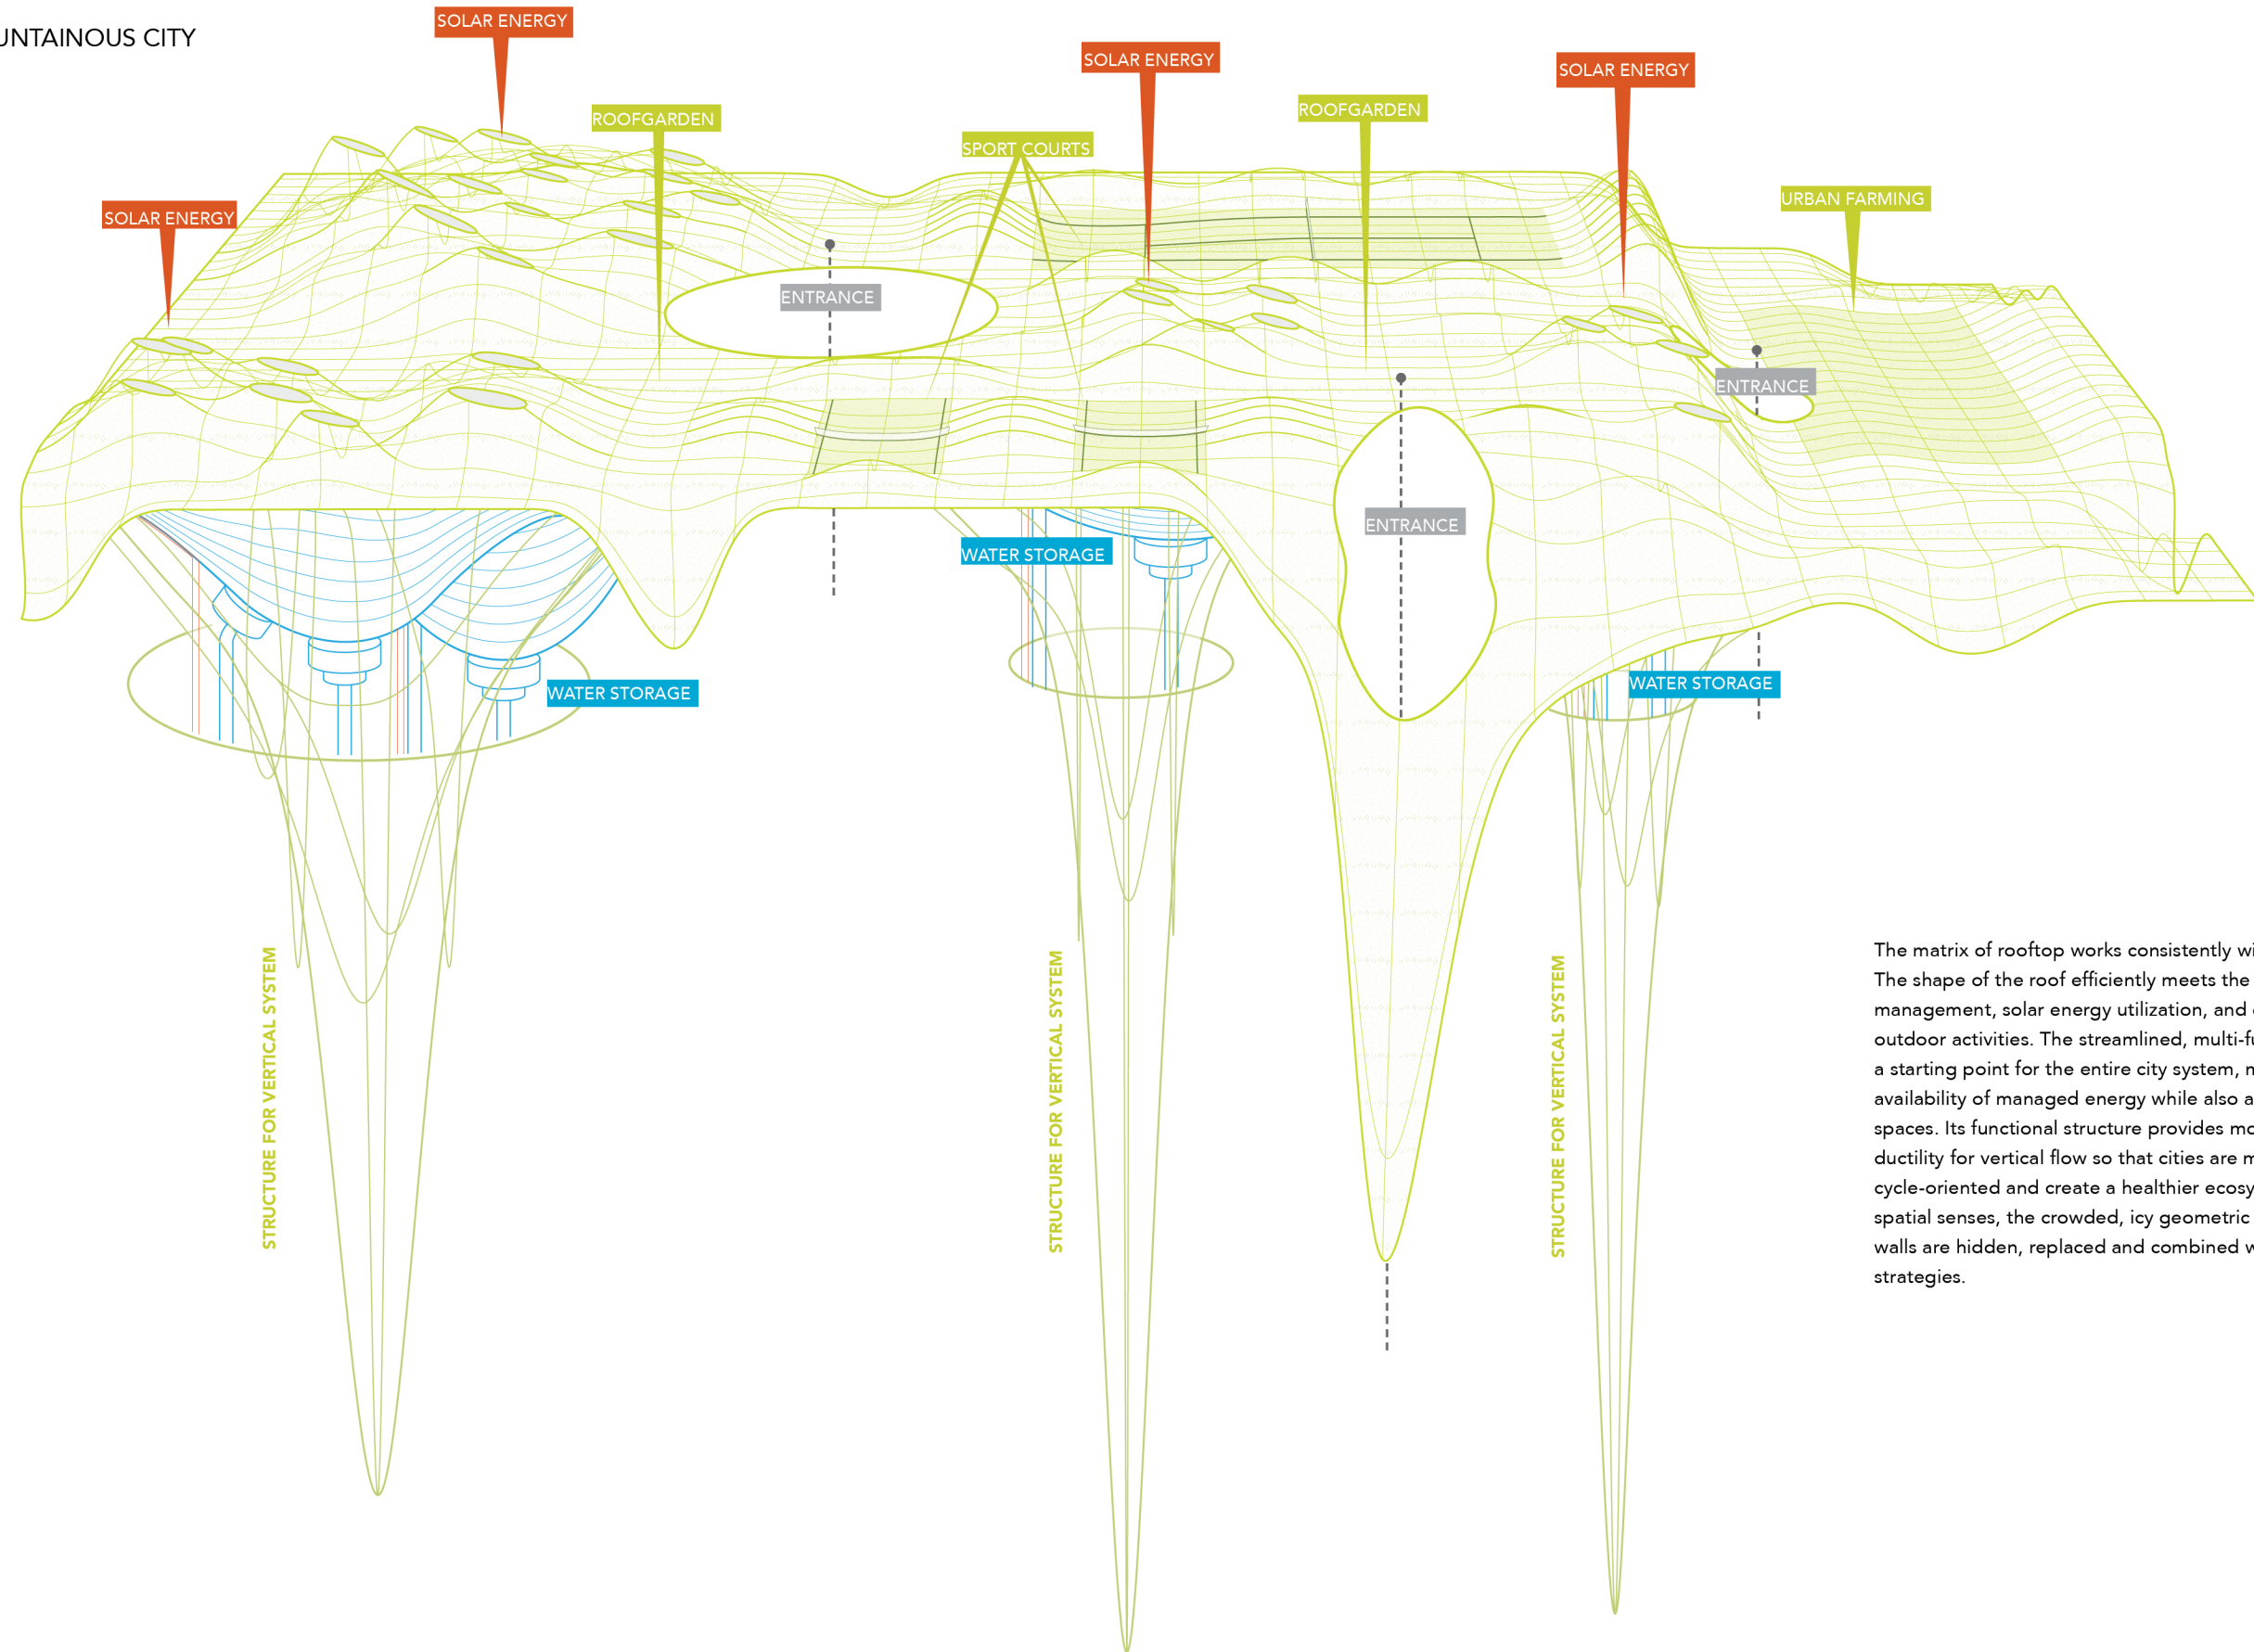 UNTAINOUS CITY
SOLAR ENERGY
SOLAR ENERGY
SOLAR ENERGY
ROOFGARDEN
ROOFGARDEN
SPORT COURTS
SOLAR ENERGY
URBAN FARMING
ENTRANCE
ENTRANCE
ENTRANCE
WATER STORAGE
WATER STORAGE
WATER STORAGE
STRUCTURE FOR VERTICAL SYSTEM
STRUCTURE FOR VERTICAL SYSTEM
STRUCTURE FOR VERTICAL SYSTEM
The matrix of rooftop works consistently wi
The shape of the roof efficiently meets the
management, solar energy utilization, and
outdoor activities. The streamlined, multi-fu
a starting point for the entire city system, m
availability of managed energy while also a
spaces. Its functional structure provides mo
ductility for vertical flow so that cities are m
cycle-oriented and create a healthier ecosy
spatial senses, the crowded, icy geometric
walls are hidden, replaced and combined w
strategies.